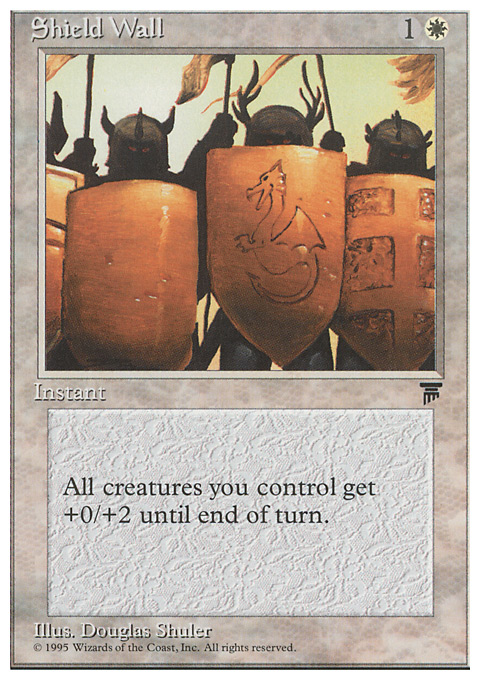 Shield Wall 1
Instant
All creatures you control get
+0/+2 until end of turn.
Illus. Douglas Shuler
© 1995 Wizards of the Coast, Inc. All rights reserved.